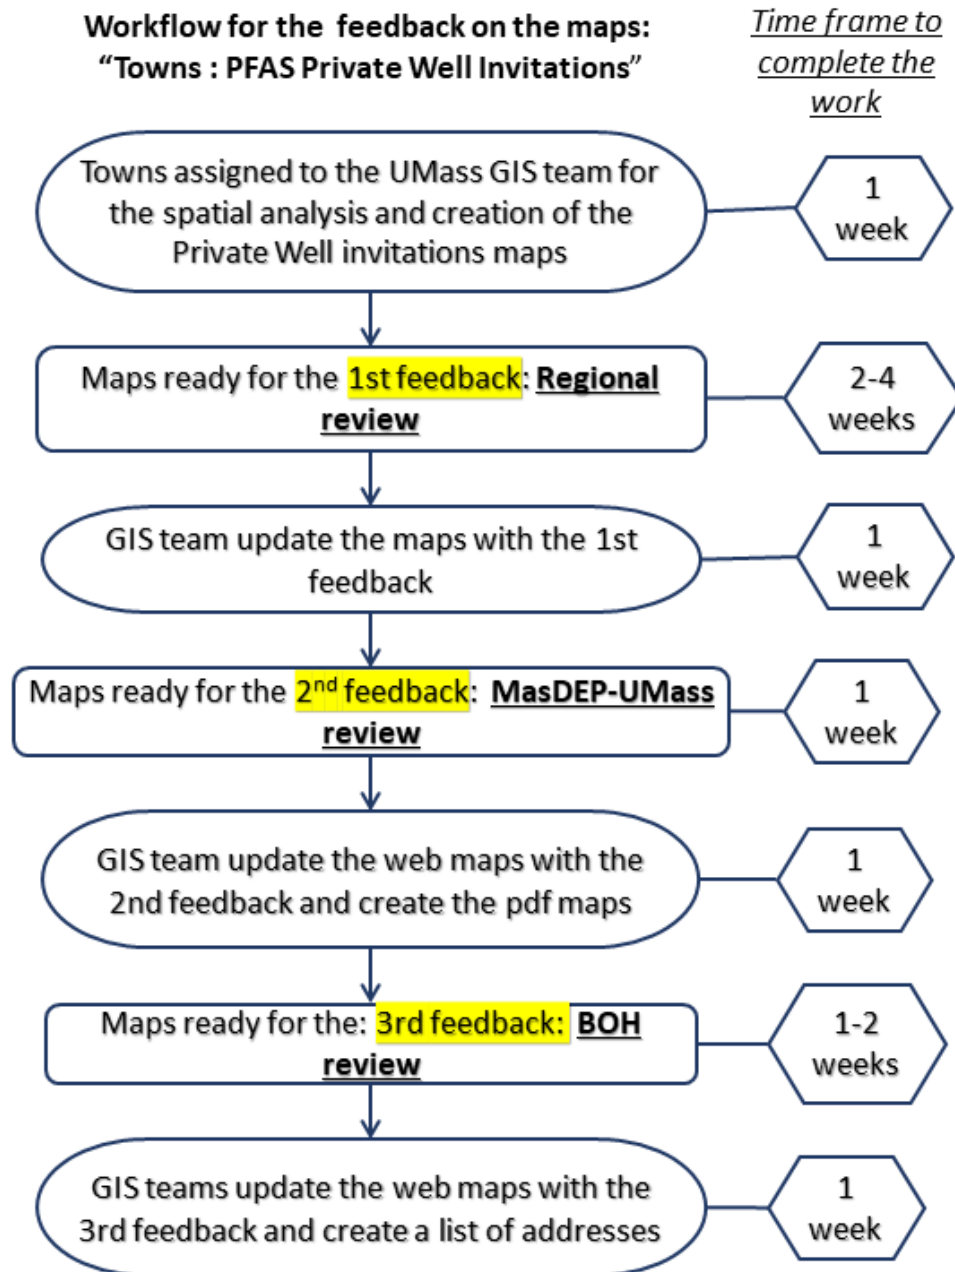 Workflow for the feedback on the maps:
“Towns : PFAS Private Well Invitations”
Time frame to
complete the
work
Towns assigned to the UMass GIS team for
the spatial analysis and creation of the
Private Well invitations maps
1
week
Maps ready for the 1st feedback: Regional
review
2-4
weeks
GIS team update the maps with the 1st
feedback
1
week
Maps ready for the 2nd feedback: MasDEP-UMass
review
1
week
GIS team update the web maps with the
2nd feedback and create the pdf maps
1
week
Maps ready for the: 3rd feedback: BOH
review
1-2
weeks
GIS teams update the web maps with the
3rd feedback and create a list of addresses
1
week